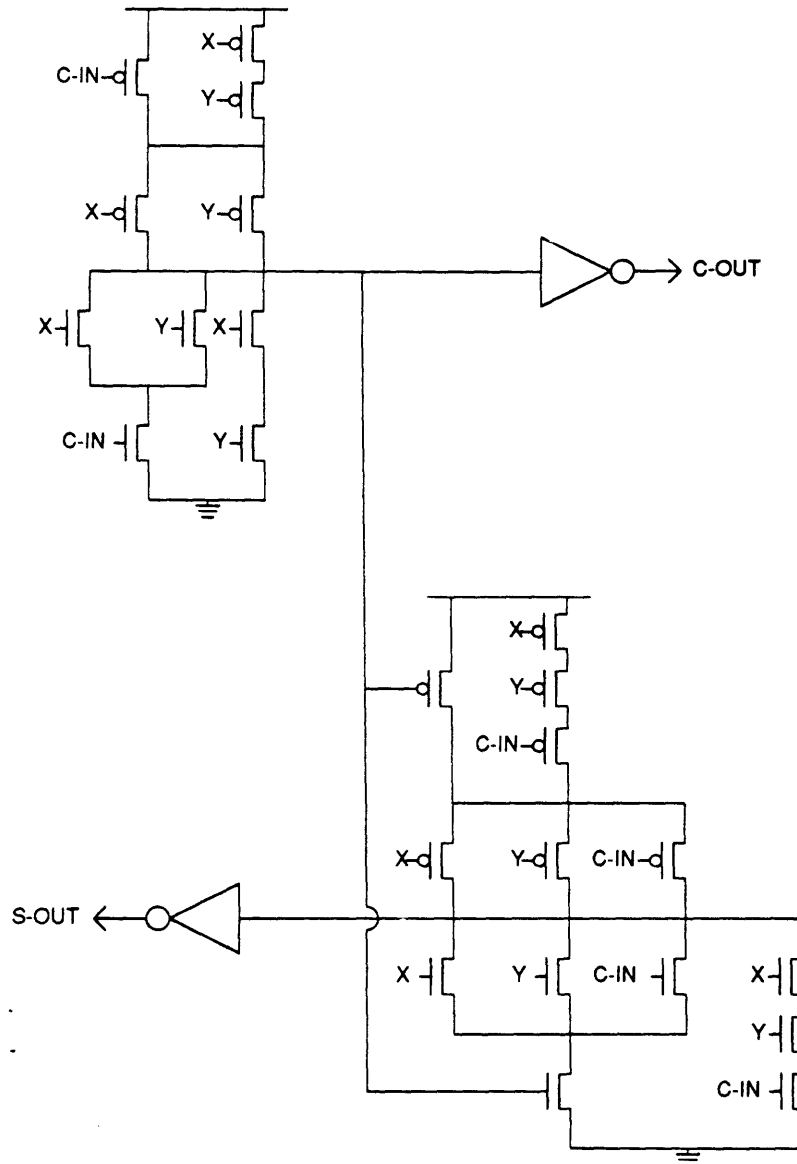 X
C-IN
Y
X Y
C-OUT
X Y X
C-IN Y
X
Y
C-IN
X Y C-IN
S-OUT
X Y C-IN X
Y
C-IN